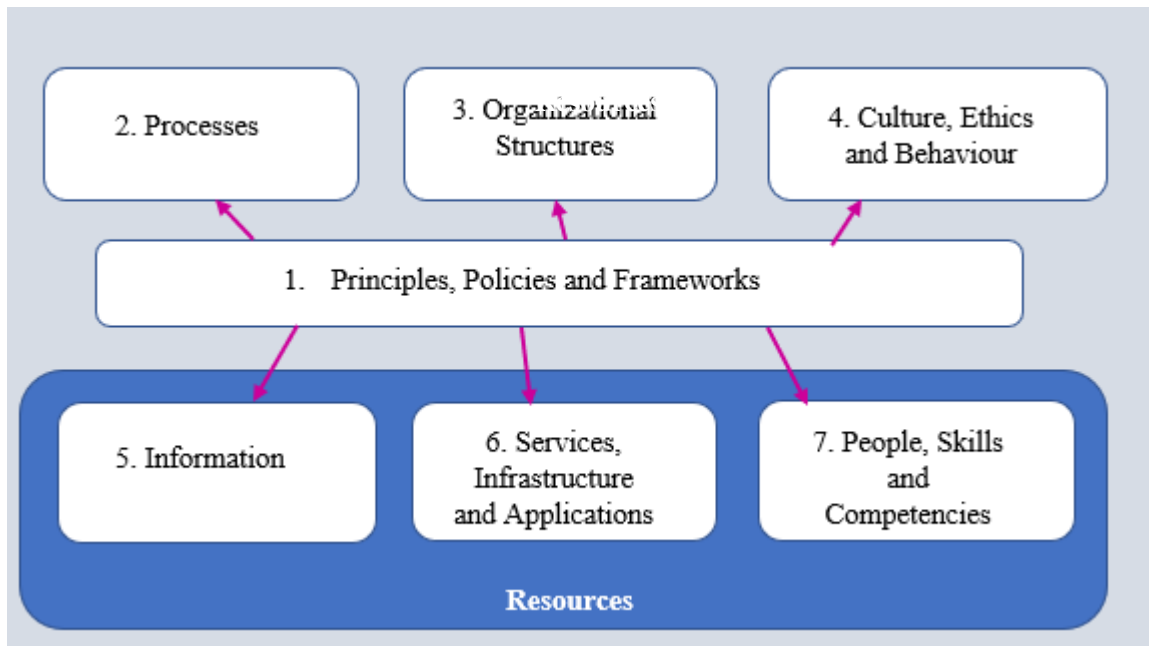 2. Processes
3. Organizational
Structures
4. Culture, Ethics
and Behaviour
1. Principles, Policies and Frameworks
5. Information
6. Services,
Infrastructure
and Applications
7. People, Skills
and
Competencies
Resources